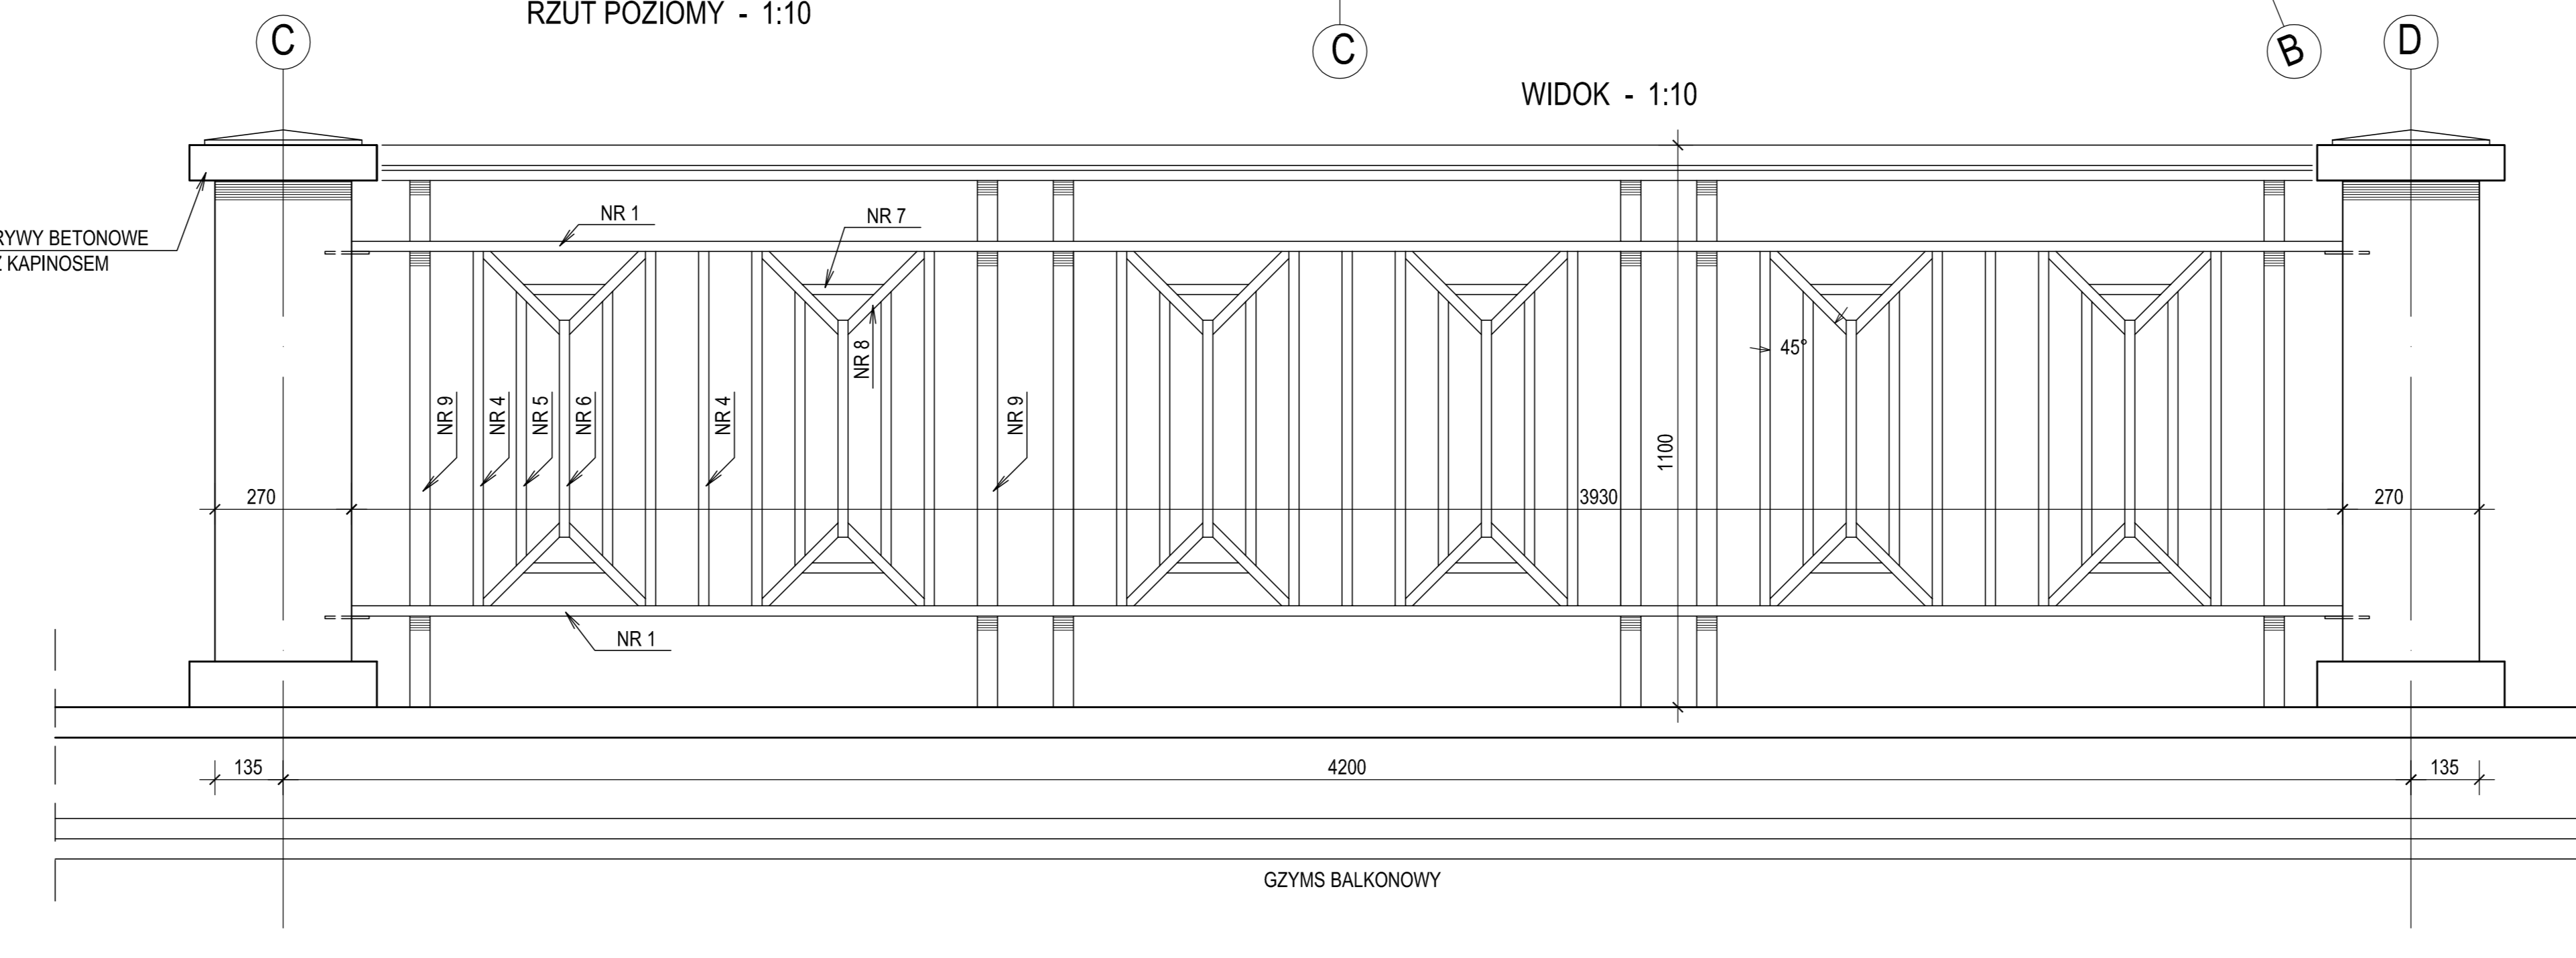 RZUT POZIOMY - 1:10
C
C
B
D
WIDOK - 1:10
NR 1
NR 7
BETONOWE
Z KAPINOSEM
NR 8
45°
NR 9
NR 4
NR 5
NR 6
NR 4
NR 9
1100
270
3930
270
NR 1
135
4200
135
GZYMS BALKONOWY